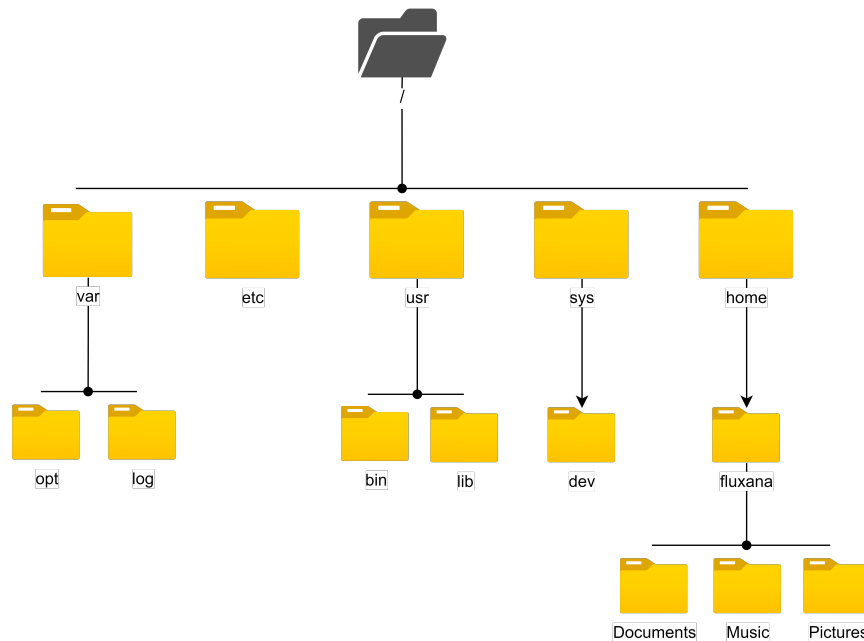 /
var
etc
usr
sys
home
opt
log
bin
lib
dev
fluxana
Documents
Music
Pictures